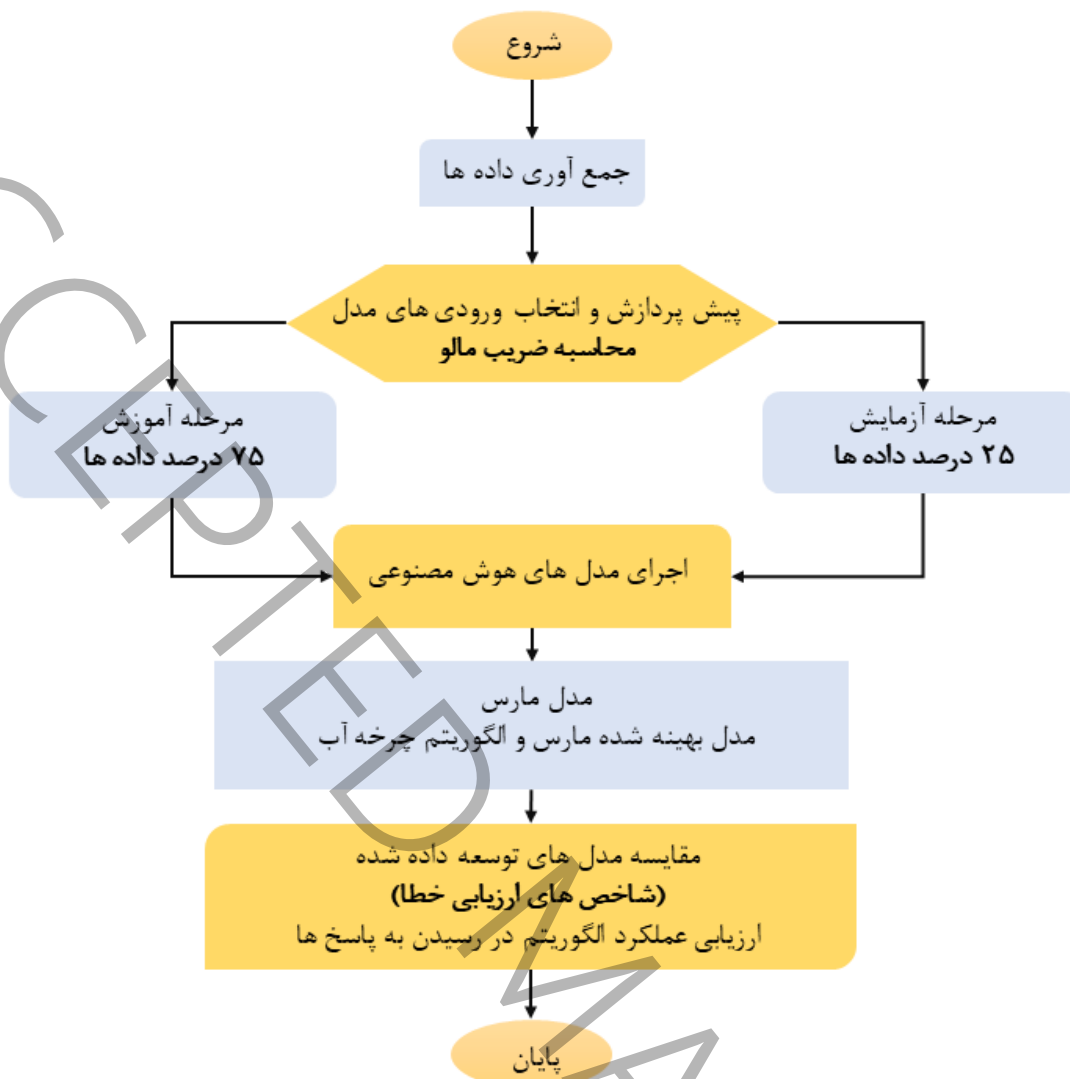 شروع
جمع آوری داده ها
پیش پردازش و انتخاب ورودی های مدل
محاسبه ضریب مالو
مرحله آزمایش
۲۵ درصد داده ها
مرحله آموزش
۷۵ درصد داده ها
اجرای مدل های هوش مصنوعی
مدل مارس
مدل بهینه شده مارس و الگوریتم چرخه آب
مقایسه مدل های توسعه داده شده
(شاخص های ارزیابی خطا)
ارزیابی عملکرد الگوریتم در رسیدن به پاسخ ها
پایان
CCEPTED MA